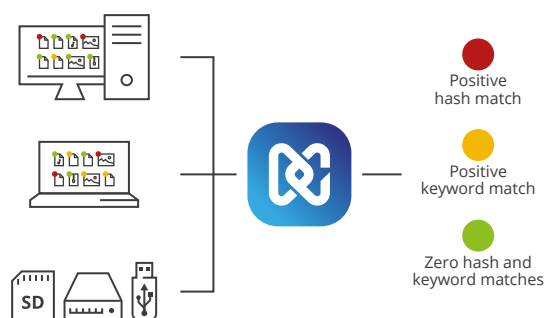 Positive
hash match
Positive
keyword match
Zero hash and
keyword matches
SD